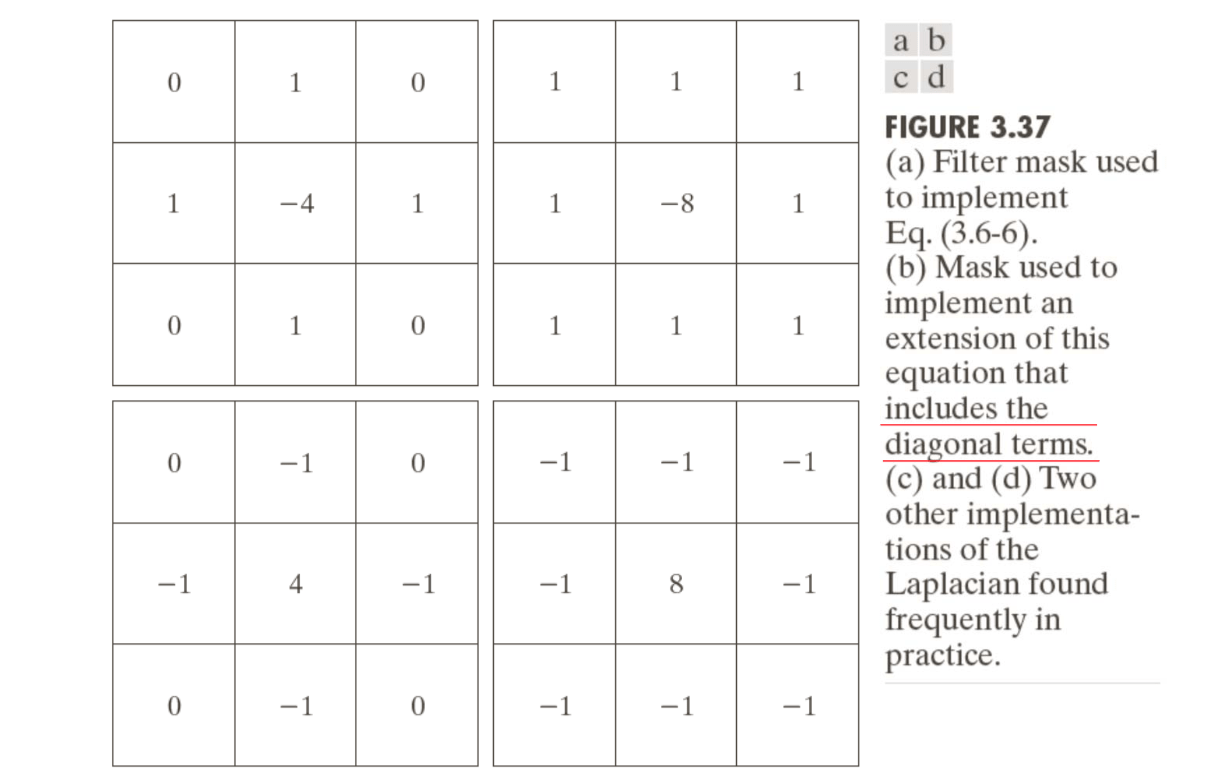 0 1 0 1 1 1
1 −4 1 1 −8 1
0 1 0 1 1 1
0 −1 0 −1 −1 −1
−1 4 −1 −1 8 −1
0 −1 0 −1 −1 −1
a b
c d
FIGURE 3.37
(a) Filter mask used
to implement
Eq. (3.6-6).
(b) Mask used to
implement an
extension of this
equation that
includes the
diagonal terms.
(c) and (d) Two
other implementa-
tions of the
Laplacian found
frequently in
practice.